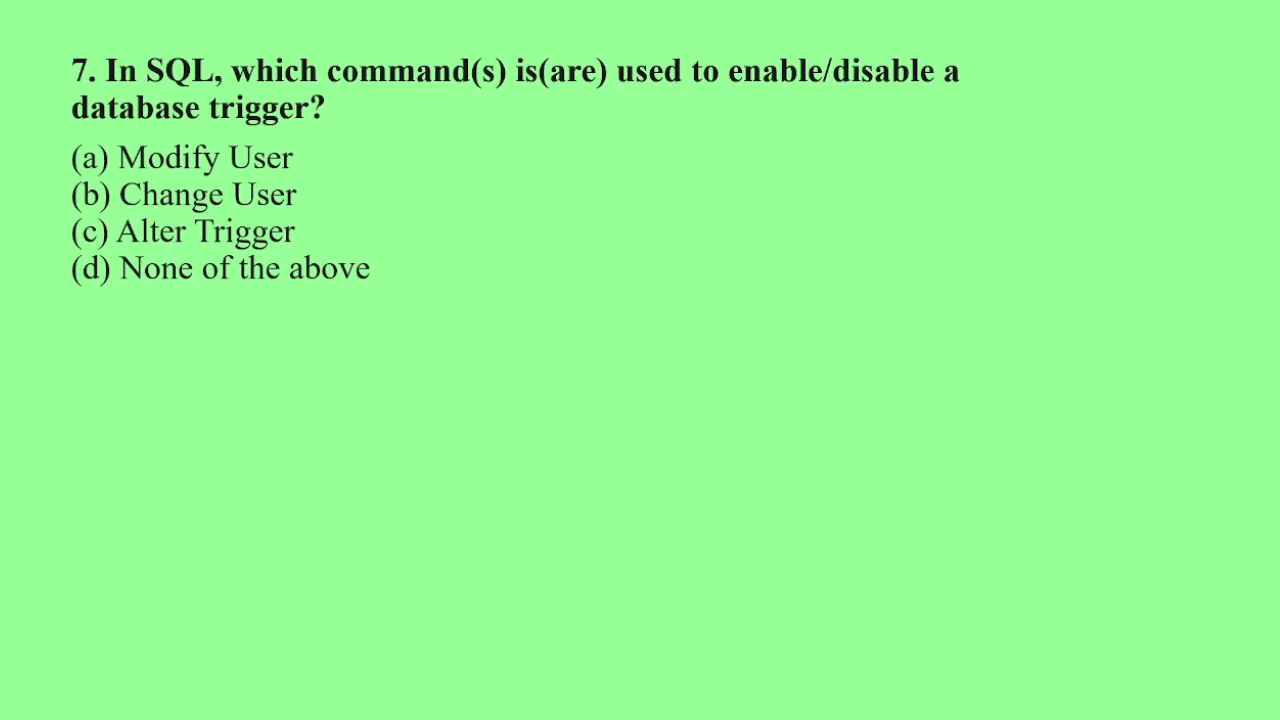 7. In SQL, which command(s) is(are) used to enable/disable a
database trigger?
(a) Modify User
(b) Change User
(c) Alter Trigger
(d) None of the above